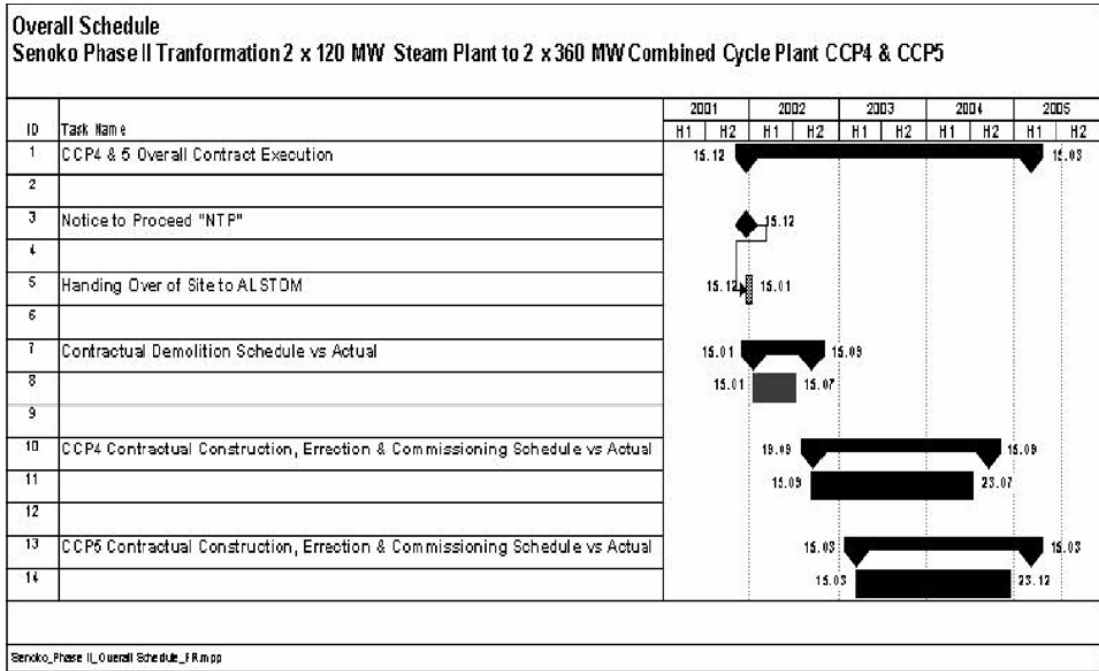 Overall Schedule
Senoko Phase II Tranformation 2 x 120 MW Steam Plant to 2 x 360 MW Combined Cycle Plant CCP4 & CCP5
2001 2002 2003 2004 2005
ID Task Name H1 H2 H1 H2 H1 H2 H1 H2 H1 H2
1 CCP4 & 5 Overall Contract Execution 15.12 15.03
2
3 Notice to Proceed "NTP" 15.12
4
5 Handing Over of Site to ALSTOM 15.12 15.01
6
7 Contractual Demolition Schedule vs Actual 15.01 15.09
8 15.01 15.07
9
10 CCP4 Contractual Construction, Errection & Commissioning Schedule vs Actual 19.09 15.09
11 15.09 23.07
12
13 CCP5 Contractual Construction, Errection & Commissioning Schedule vs Actual 15.03 15.03
14 15.03 23.12
Senoko_Phase II_Overall Schedule_FR.mpp